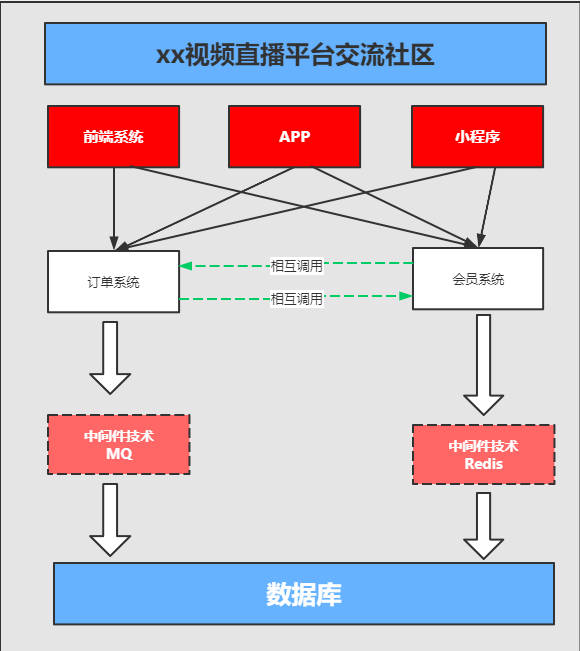 xx视频直播平台交流社区
前端系统
APP
小程序
相互调用
订单系统
会员系统
相互调用
中间件技术
MQ
中间件技术
Redis
数据库